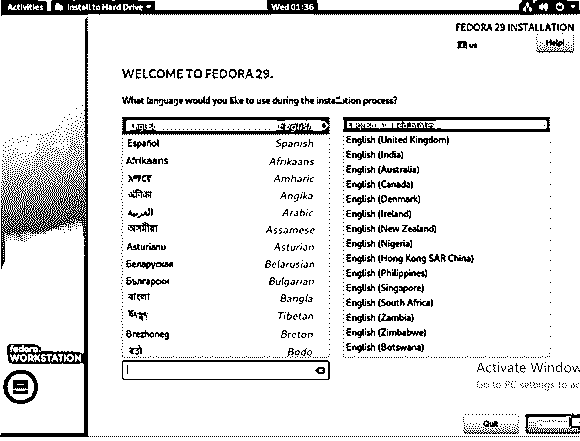 Activities Install to Hard Drive Wed 01:36
FEDORA 29 INSTALLATION
us Help!
WELCOME TO FEDORA 29.
What language would you like to use during the installation process?
Español Spanish
Afrikaans Afrikaans
አማርኛ Amharic
अंगिका Angika
العربية Arabic
অসমীয়া Assamese
Asturianu Asturian
Беларуская Belarusian
Български Bulgarian
বাংলা Bangla
Tibetan
Brezhoneg Breton
बड़ो Bodo
English (United Kingdom)
English (India)
English (Australia)
English (Canada)
English (Denmark)
English (Ireland)
English (New Zealand)
English (Nigeria)
English (Hong Kong SAR China)
English (Philippines)
English (Singapore)
English (South Africa)
English (Zambia)
English (Zimbabwe)
English (Botswana)
fedora
WORKSTATION
Activate Window
Go to PC settings to ac
Quit